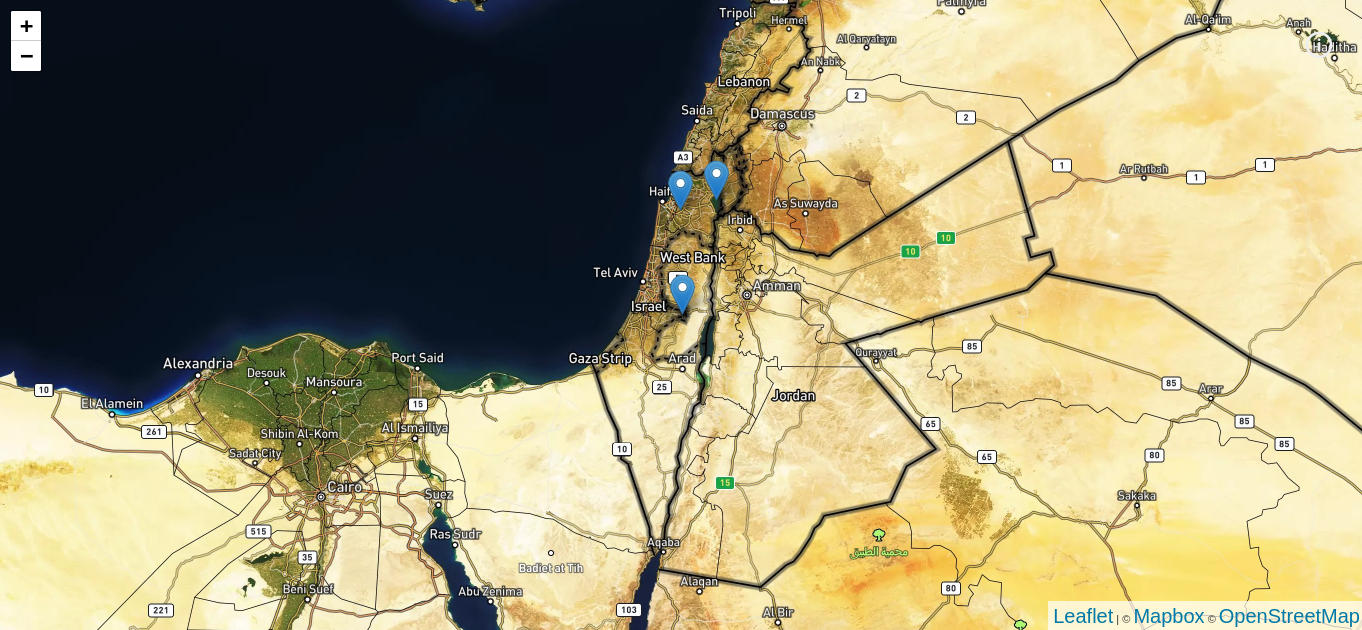 +
−
Tripoli
Hermel
Palmyra
Al-Qa'im
Anah
Haditha
Al Qaryatayn
An Nabk
Lebanon
2
2
Saida
Damascus
A3
1
Ar Rutbah
1
1
Haifa
As Suwayda
Irbid
10
10
West Bank
Tel Aviv
Amman
Israel
Alexandria
Port Said
Gaza Strip
Arad
Qurayyat
85
Desouk
Mansoura
25
Jordan
85
Arar
10
El Alamein
15
261
Shibin Al-Kom
Al Ismailiya
65
85
85
Sadat City
10
65
80
Cairo
Suez
15
Sakaka
515
Ras Sudr
Aqaba
محمية الطبيق
35
Badiet at Tih
Beni Suef
Abu Zenima
Alaqan
80
221
103
Al Bir
Leaflet | © Mapbox © OpenStreetMap